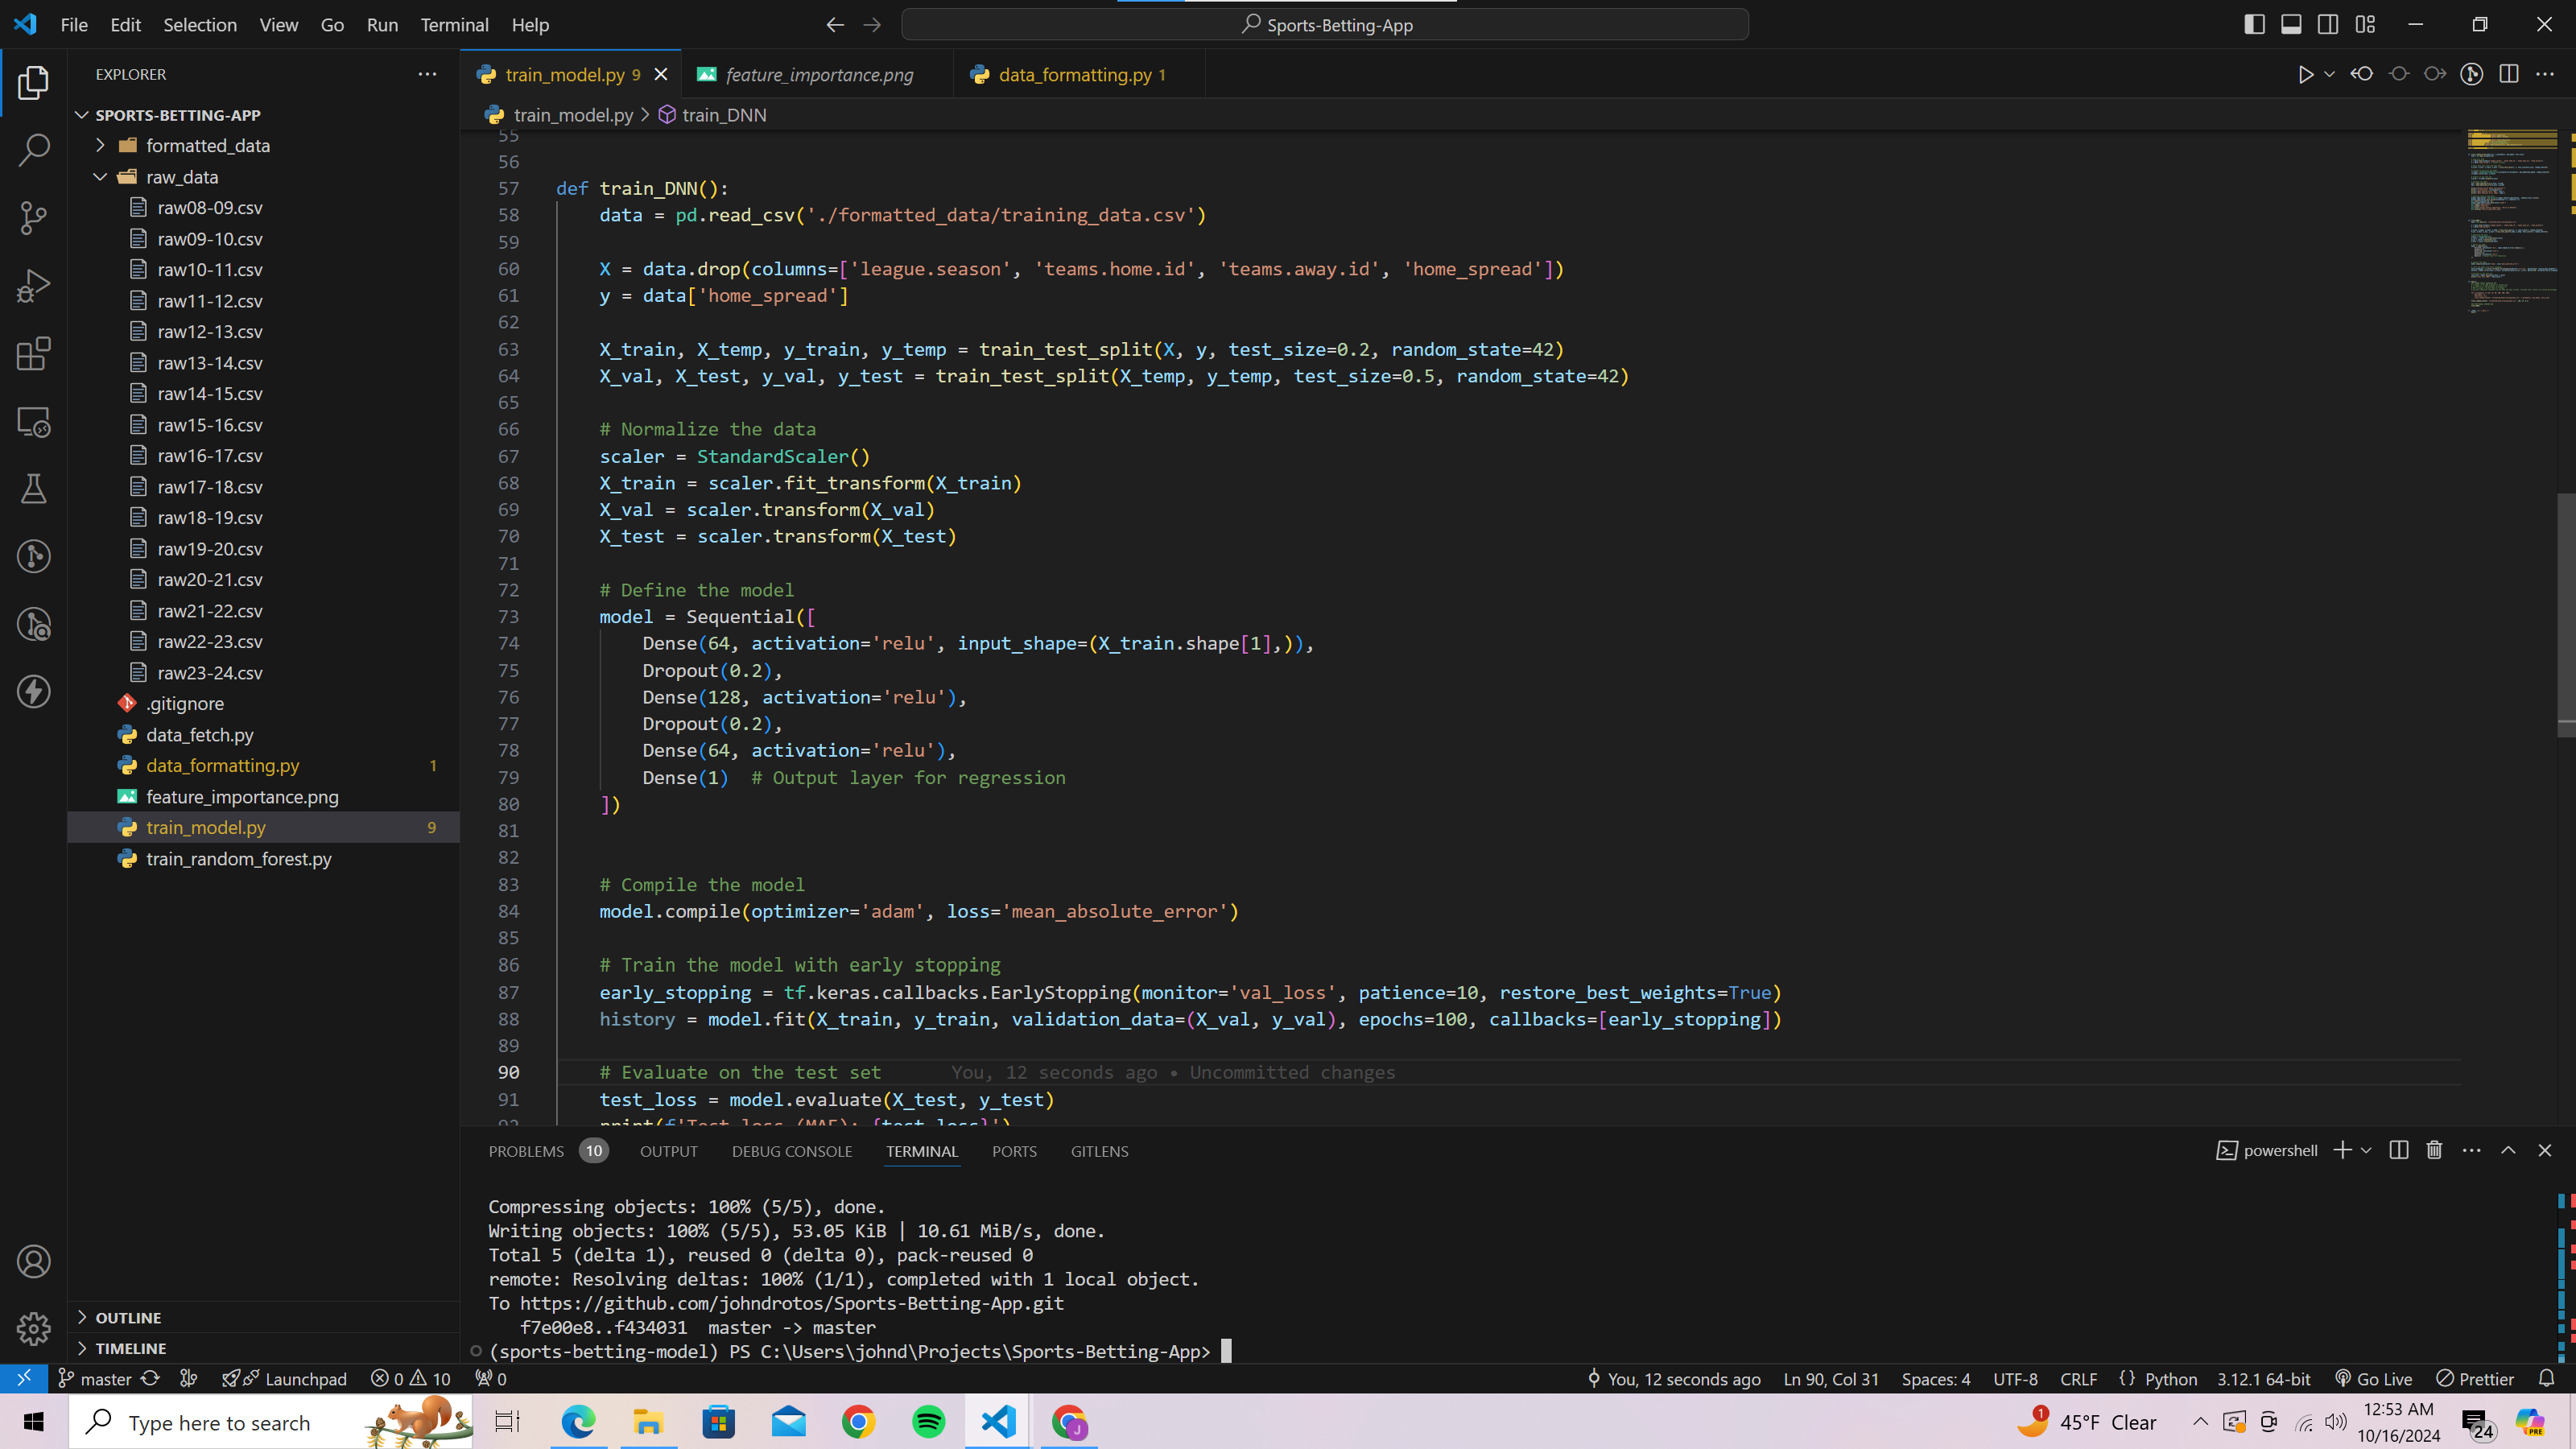 File Edit Selection View Go Run Terminal Help
Sports-Betting-App
EXPLORER
SPORTS-BETTING-APP
formatted_data
raw_data
raw08-09.csv
raw09-10.csv
raw10-11.csv
raw11-12.csv
raw12-13.csv
raw13-14.csv
raw14-15.csv
raw15-16.csv
raw16-17.csv
raw17-18.csv
raw18-19.csv
raw19-20.csv
raw20-21.csv
raw21-22.csv
raw22-23.csv
raw23-24.csv
.gitignore
data_fetch.py
data_formatting.py 1
feature_importance.png
train_model.py 9
train_random_forest.py
OUTLINE
TIMELINE
train_model.py 9 feature_importance.png data_formatting.py 1
train_model.py > train_DNN
55
56
57 def train_DNN():
58 data = pd.read_csv('./formatted_data/training_data.csv')
59
60 X = data.drop(columns=['league.season', 'teams.home.id', 'teams.away.id', 'home_spread'])
61 y = data['home_spread']
62
63 X_train, X_temp, y_train, y_temp = train_test_split(X, y, test_size=0.2, random_state=42)
64 X_val, X_test, y_val, y_test = train_test_split(X_temp, y_temp, test_size=0.5, random_state=42)
65
66 # Normalize the data
67 scaler = StandardScaler()
68 X_train = scaler.fit_transform(X_train)
69 X_val = scaler.transform(X_val)
70 X_test = scaler.transform(X_test)
71
72 # Define the model
73 model = Sequential([
74 Dense(64, activation='relu', input_shape=(X_train.shape[1],)),
75 Dropout(0.2),
76 Dense(128, activation='relu'),
77 Dropout(0.2),
78 Dense(64, activation='relu'),
79 Dense(1) # Output layer for regression
80 ])
81
82
83 # Compile the model
84 model.compile(optimizer='adam', loss='mean_absolute_error')
85
86 # Train the model with early stopping
87 early_stopping = tf.keras.callbacks.EarlyStopping(monitor='val_loss', patience=10, restore_best_weights=True)
88 history = model.fit(X_train, y_train, validation_data=(X_val, y_val), epochs=100, callbacks=[early_stopping])
89
90 # Evaluate on the test set You, 12 seconds ago • Uncommitted changes
91 test_loss = model.evaluate(X_test, y_test)
92 print(f'Test loss (MAE): {test_loss}')
PROBLEMS 10 OUTPUT DEBUG CONSOLE TERMINAL PORTS GITLENS
powershell
Compressing objects: 100% (5/5), done.
Writing objects: 100% (5/5), 53.05 KiB | 10.61 MiB/s, done.
Total 5 (delta 1), reused 0 (delta 0), pack-reused 0
remote: Resolving deltas: 100% (1/1), completed with 1 local object.
To https://github.com/johndrotos/Sports-Betting-App.git
f7e00e8..f434031 master -> master
(sports-betting-model) PS C:\Users\johnd\Projects\Sports-Betting-App>
master Launchpad 0 10 0 You, 12 seconds ago Ln 90, Col 31 Spaces: 4 UTF-8 CRLF {} Python 3.12.1 64-bit Go Live Prettier
Type here to search
1 45°F Clear
12:53 AM
10/16/2024
24
J
PRE